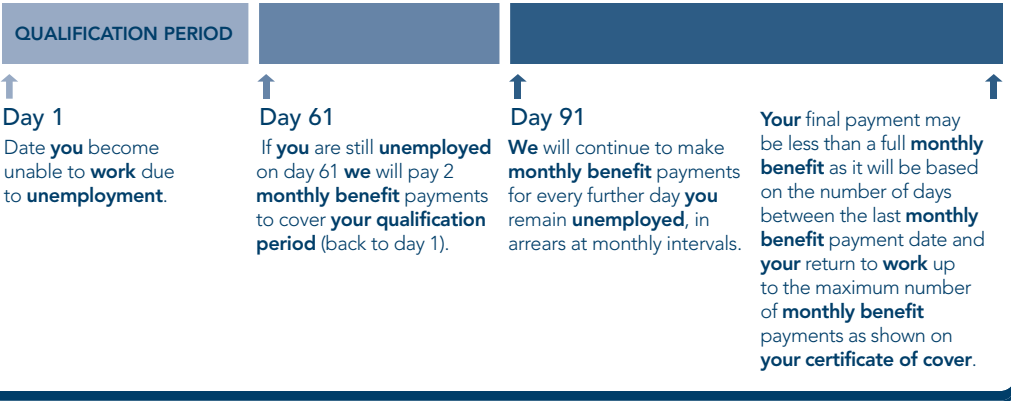 QUALIFICATION PERIOD
Day 1
Date you become
unable to work due
to unemployment.
Day 61
If you are still unemployed
on day 61 we will pay 2
monthly benefit payments
to cover your qualification
period (back to day 1).
Day 91
We will continue to make
monthly benefit payments
for every further day you
remain unemployed, in
arrears at monthly intervals.
Your final payment may
be less than a full monthly
benefit as it will be based
on the number of days
between the last monthly
benefit payment date and
your return to work up
to the maximum number
of monthly benefit
payments as shown on
your certificate of cover.